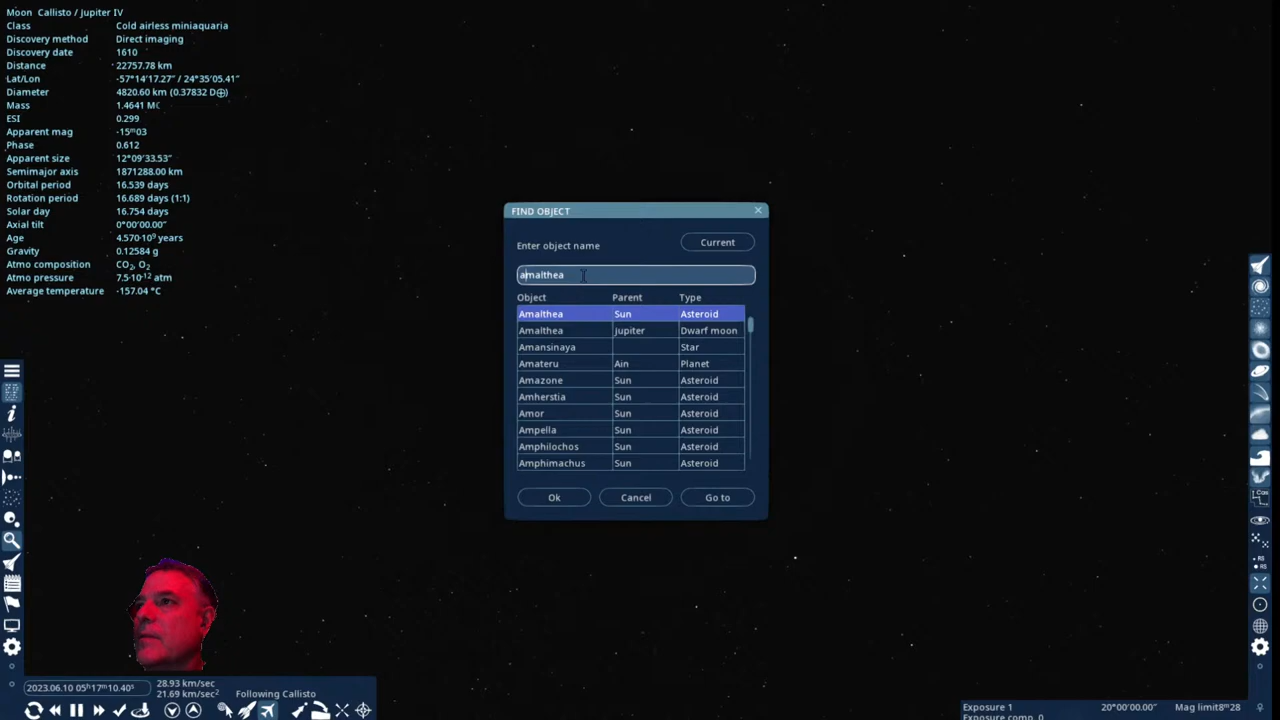 Moon Callisto / Jupiter IV
Class Cold airless miniaquaria
Discovery method Direct imaging
Discovery date 1610
Distance 22757.78 km
Lat/Lon -57°14'17.27" / 24°35'05.41"
Diameter 4820.60 km (0.37832 D⊕)
Mass 1.4641 M☾
ESI 0.299
Apparent mag -15ᵐ03
Phase 0.612
Apparent size 12°09'33.53"
Semimajor axis 1871288.00 km
Orbital period 16.539 days
Rotation period 16.689 days (1:1)
Solar day 16.754 days
Axial tilt 0°00'00.00"
Age 4.570·10⁹ years
Gravity 0.12584 g
Atmo composition CO₂, O₂
Atmo pressure 7.5·10⁻¹² atm
Average temperature -157.04 °C
FIND OBJECT
Enter object name Current
amalthea
Object Parent Type
Amalthea Sun Asteroid
Amalthea Jupiter Dwarf moon
Amansinaya Star
Amateru Ain Planet
Amazone Sun Asteroid
Amherstia Sun Asteroid
Amor Sun Asteroid
Ampella Sun Asteroid
Amphilochos Sun Asteroid
Amphimachus Sun Asteroid
Ok Cancel Go to
Cas
RS
RS
2023.06.10 05ʰ17ᵐ10.40ˢ
28.93 km/sec
21.69 km/sec² Following Callisto
Exposure 1 20°00'00.00" Mag limit8ᵐ28
Exposure comp. 0